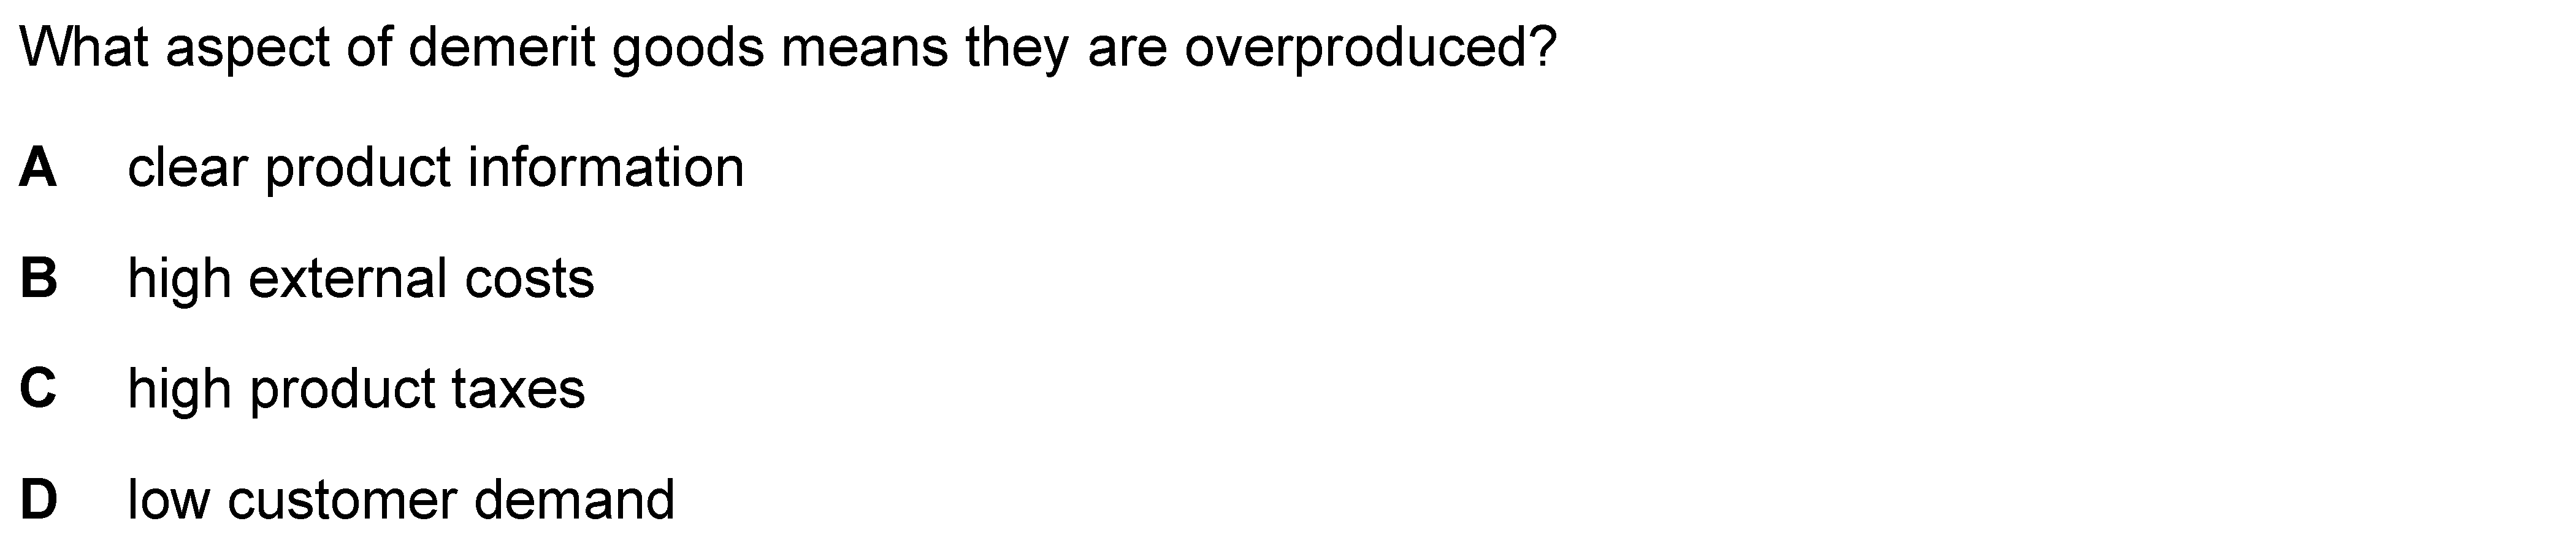 What aspect of demerit goods means they are overproduced?
A clear product information
B high external costs
C high product taxes
D low customer demand